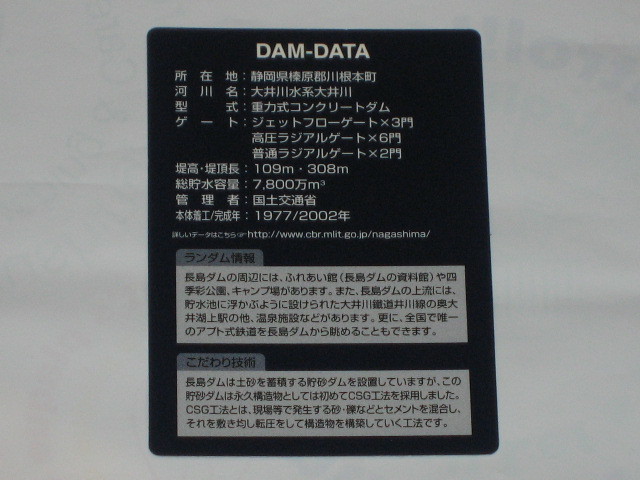 DAM-DATA
所在地：静岡県榛原郡川根本町
河川名：大井川水系大井川
型式：重力式コンクリートダム
ゲート：ジェットフローゲート×3門
高圧ラジアルゲート×6門
普通ラジアルゲート×2門
堤高・堤頂長：109m・308m
総貯水容量：7,800万m³
管理者：国土交通省
本体着工/完成年：1977/2002年
詳しいデータはこちら☞http://www.cbr.mlit.go.jp/nagashima/
ランダム情報
長島ダムの周辺には、ふれあい館（長島ダムの資料館）や四
季彩公園、キャンプ場があります。また、長島ダムの上流には、
貯水池に浮かぶように設けられた大井川鐵道井川線の奥大
井湖上駅の他、温泉施設などがあります。更に、全国で唯一
のアプト式鉄道を長島ダムから眺めることもできます。
こだわり技術
長島ダムは土砂を蓄積する貯砂ダムを設置していますが、この
貯砂ダムは永久構造物としては初めてCSG工法を採用しました。
CSG工法とは、現場等で発生する砂・礫などとセメントを混合し、
それを敷き均し転圧をして構造物を構築していく工法です。